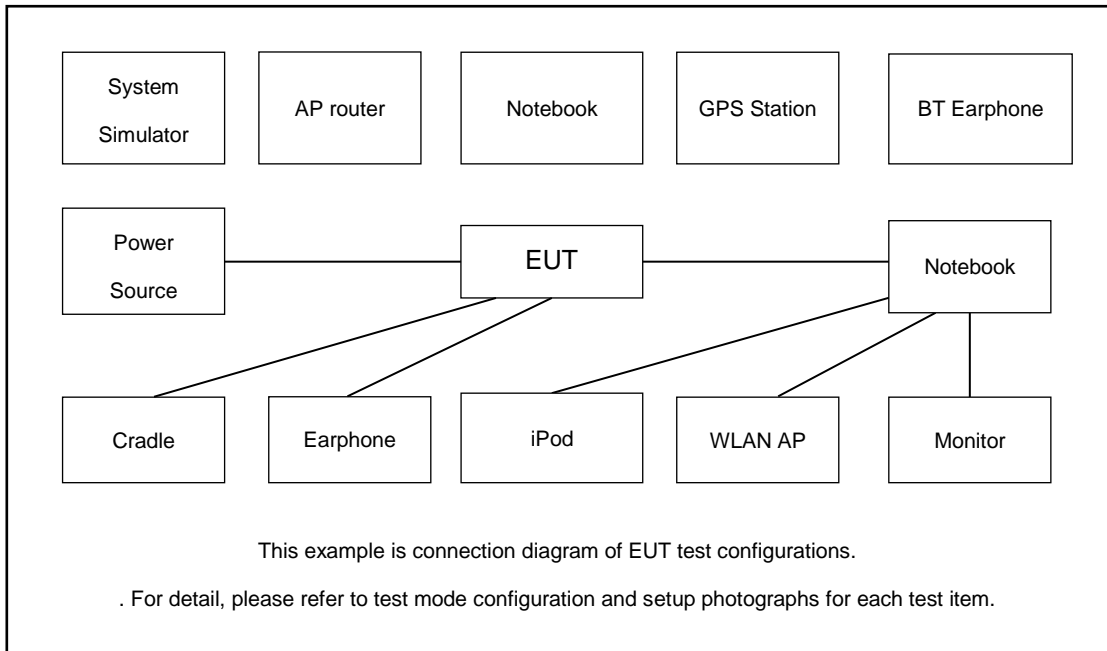 System
Simulator
AP router
Notebook
GPS Station
BT Earphone
Power
Source
EUT
Notebook
Cradle
Earphone
iPod
WLAN AP
Monitor
This example is connection diagram of EUT test configurations.
. For detail, please refer to test mode configuration and setup photographs for each test item.